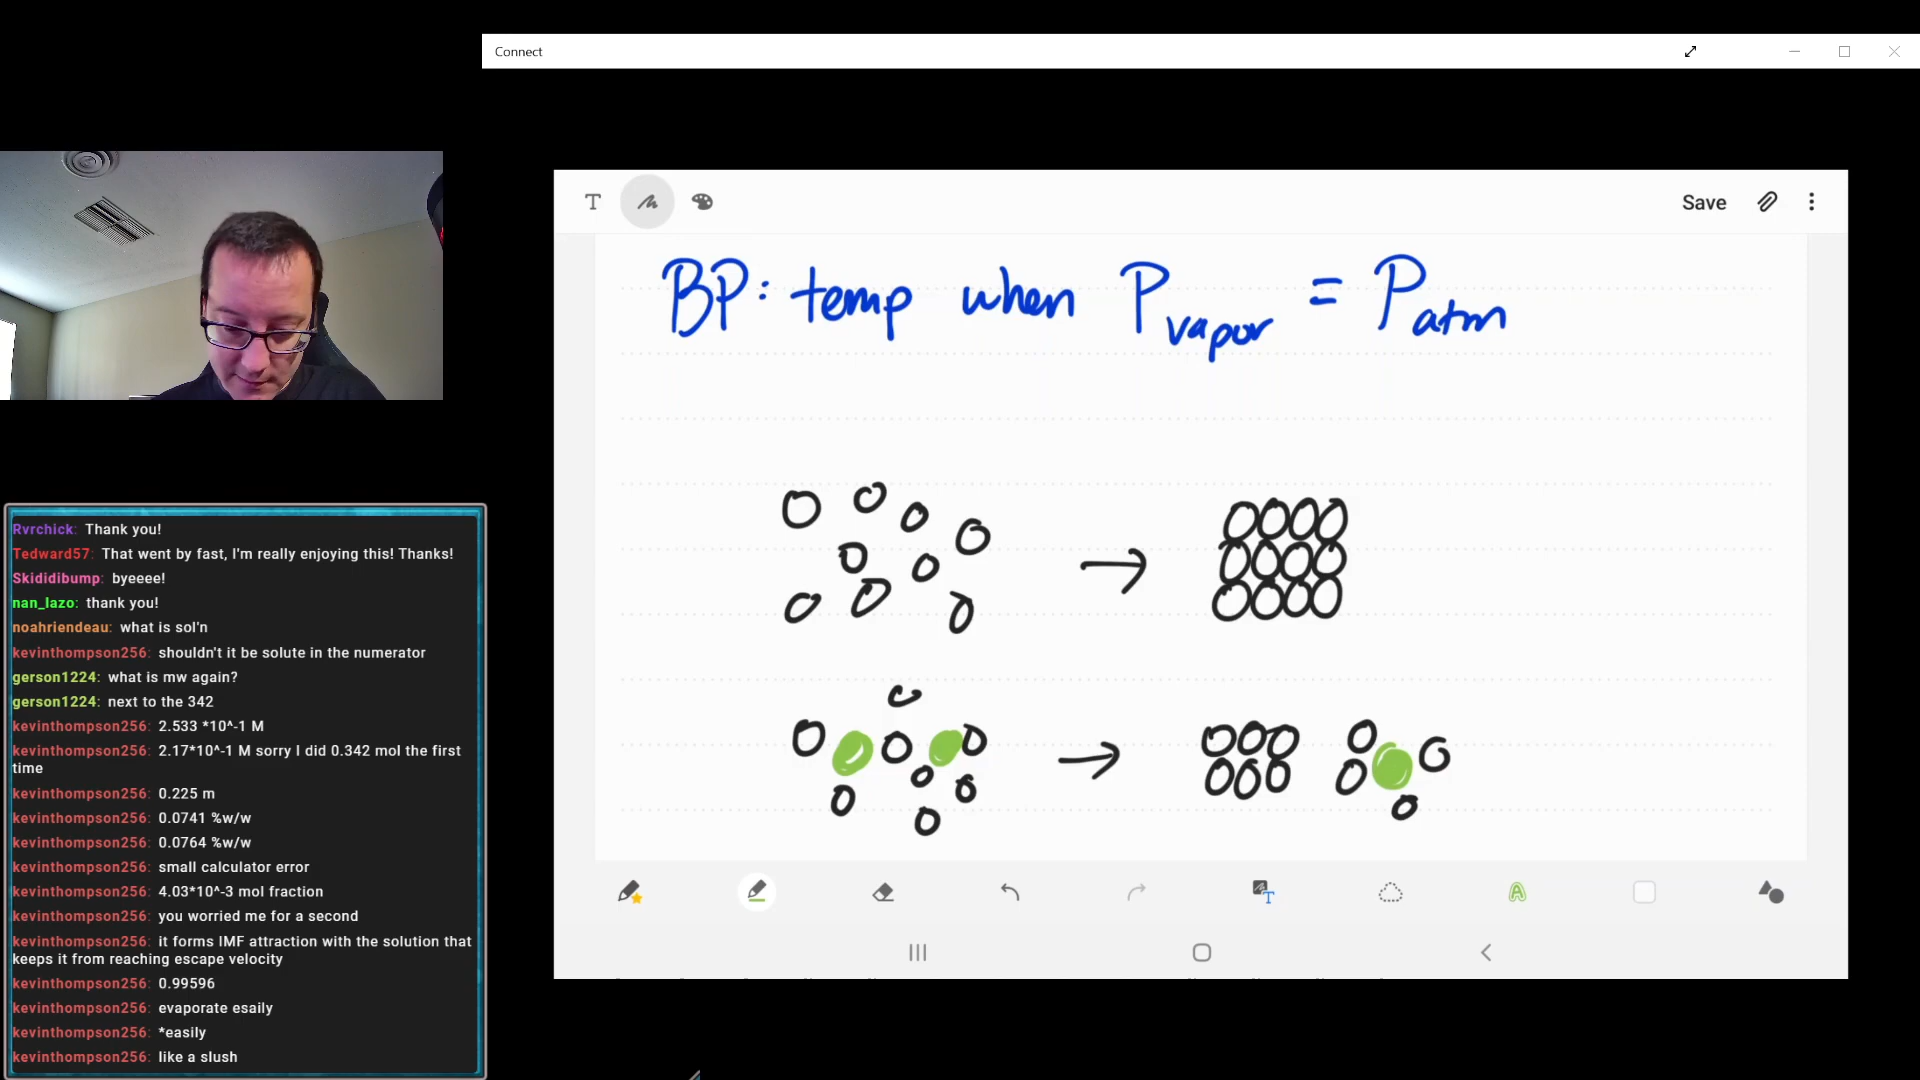 Connect
T
Save
BP: temp when Pvapor = Patm
T
A
Rvrchick: Thank you!
Tedward57: That went by fast, I'm really enjoying this! Thanks!
Skididibump: byeeee!
nan_lazo: thank you!
noahriendeau: what is sol'n
kevinthompson256: shouldn't it be solute in the numerator
gerson1224: what is mw again?
gerson1224: next to the 342
kevinthompson256: 2.533 *10^-1 M
kevinthompson256: 2.17*10^-1 M sorry I did 0.342 mol the first
time
kevinthompson256: 0.225 m
kevinthompson256: 0.0741 %w/w
kevinthompson256: 0.0764 %w/w
kevinthompson256: small calculator error
kevinthompson256: 4.03*10^-3 mol fraction
kevinthompson256: you worried me for a second
kevinthompson256: it forms IMF attraction with the solution that
keeps it from reaching escape velocity
kevinthompson256: 0.99596
kevinthompson256: evaporate esaily
kevinthompson256: *easily
kevinthompson256: like a slush